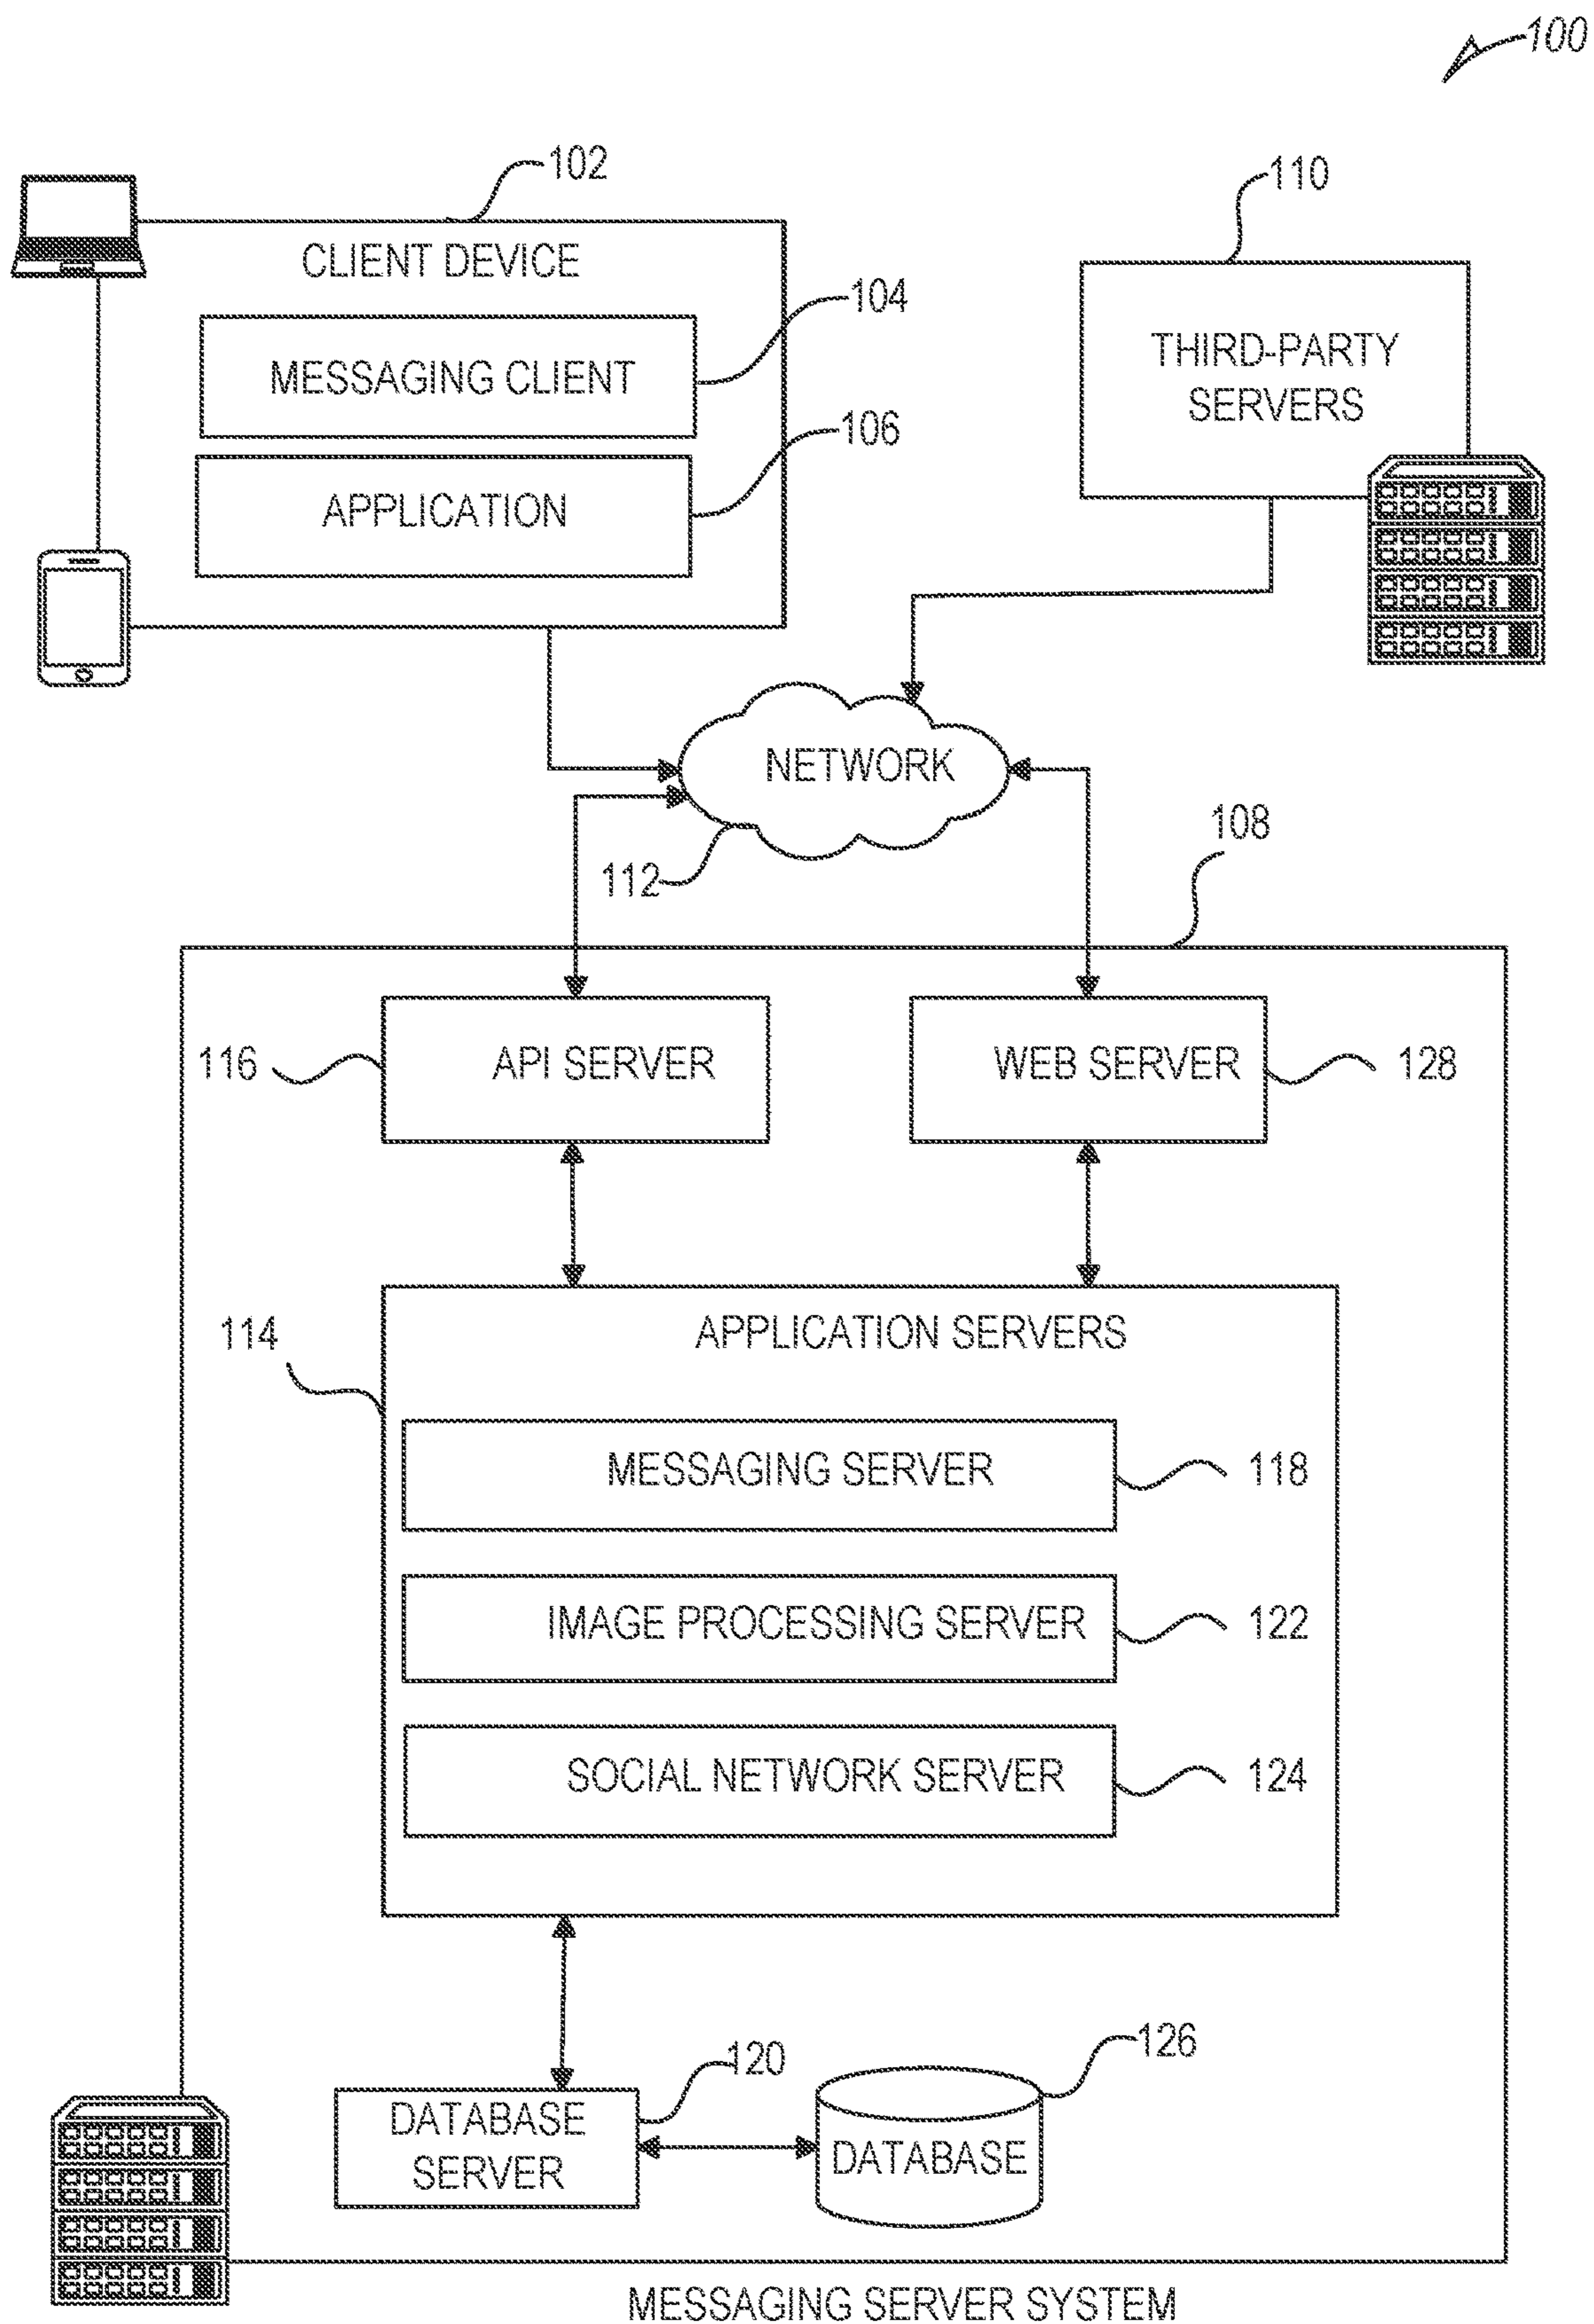 100
102
110
CLIENT DEVICE
104
MESSAGING CLIENT
THIRD-PARTY
SERVERS
106
APPLICATION
NETWORK
112
108
116
API SERVER
WEB SERVER
128
114
APPLICATION SERVERS
MESSAGING SERVER
118
IMAGE PROCESSING SERVER
122
SOCIAL NETWORK SERVER
124
120
126
DATABASE
SERVER
DATABASE
MESSAGING SERVER SYSTEM